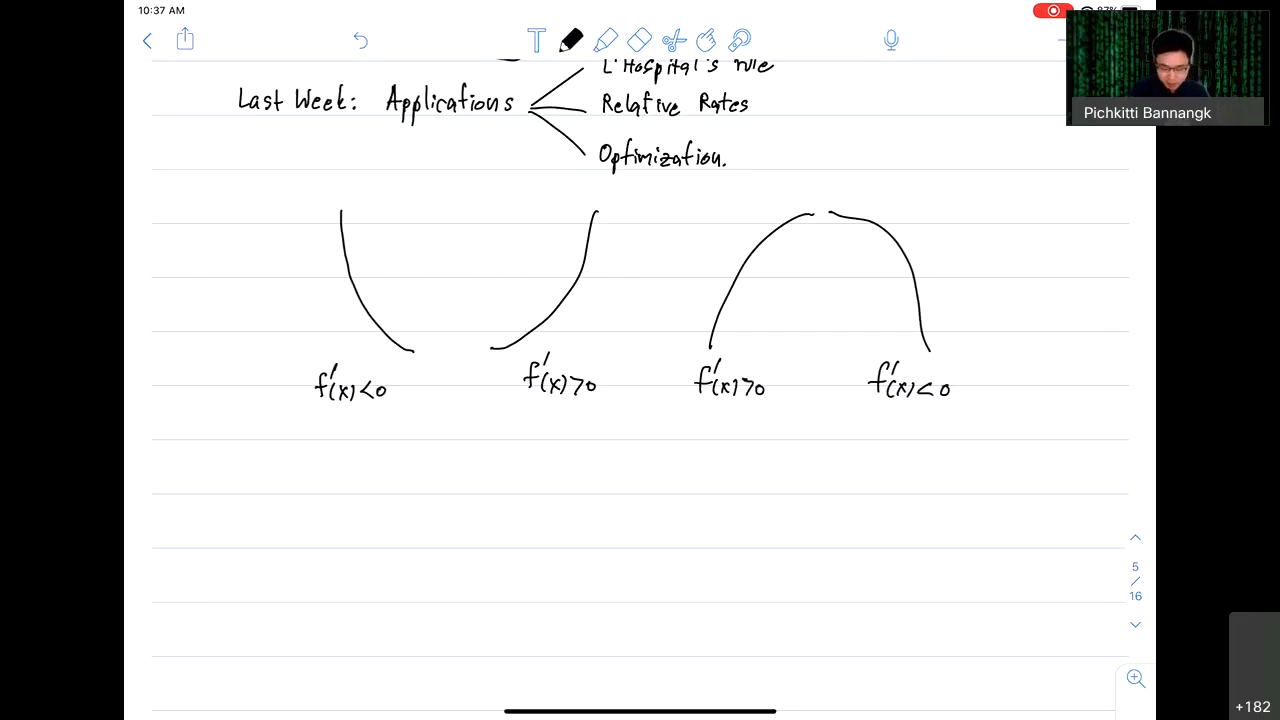 10:37 AM
87%
Pichkitti Bannangk
L'Hospital's rule
Last Week: Applications
Relative Rates
Optimization.
f'(x)<0
f'(x)>0
f'(x)>0
f'(x)<0
5
/
16
+182